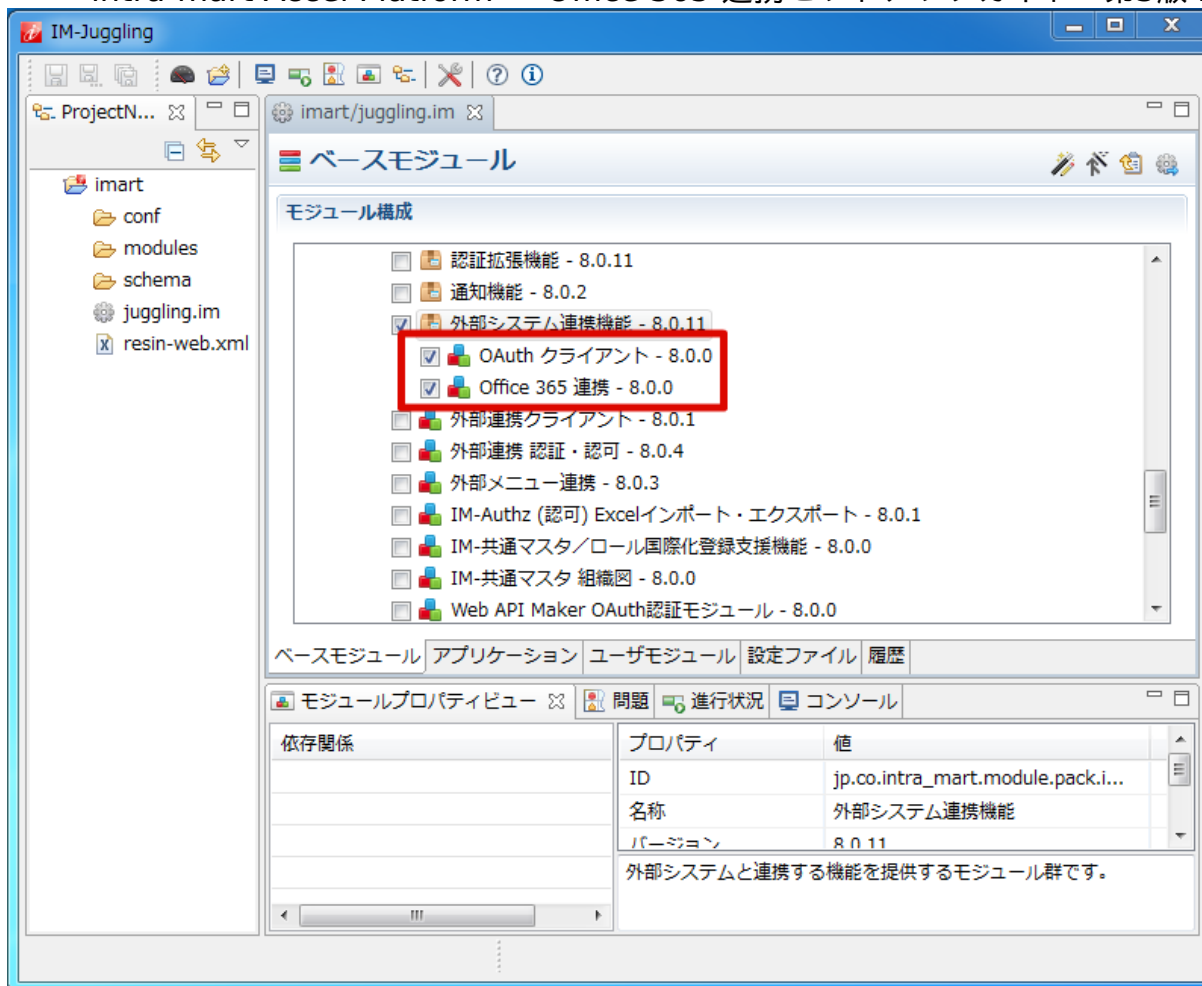 IM-Juggling
ProjectN...
imart/juggling.im
ベースモジュール
imart
conf
modules
schema
juggling.im
resin-web.xml
モジュール構成
認証拡張機能 - 8.0.11
通知機能 - 8.0.2
外部システム連携機能 - 8.0.11
OAuth クライアント - 8.0.0
Office 365 連携 - 8.0.0
外部連携クライアント - 8.0.1
外部連携 認証・認可 - 8.0.4
外部メニュー連携 - 8.0.3
IM-Authz (認可) Excelインポート・エクスポート - 8.0.1
IM-共通マスタ／ロール国際化登録支援機能 - 8.0.0
IM-共通マスタ 組織図 - 8.0.0
Web API Maker OAuth認証モジュール - 8.0.0
ベースモジュール アプリケーション ユーザモジュール 設定ファイル 履歴
モジュールプロパティビュー 問題 進行状況 コンソール
依存関係
プロパティ 値
ID jp.co.intra_mart.module.pack.i...
名称 外部システム連携機能
バージョン 8.0.11
外部システムと連携する機能を提供するモジュール群です。